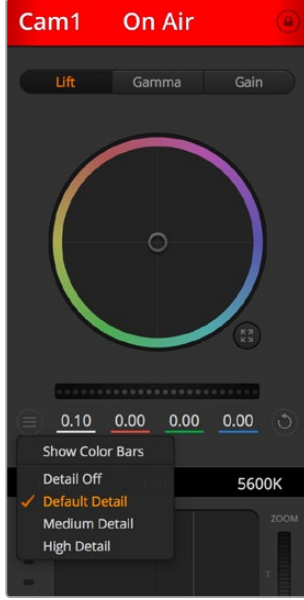 Cam1 On Air
Lift Gamma Gain
0.10 0.00 0.00 0.00
Show Color Bars
Detail Off
5600K
Default Detail
Medium Detail
ZOOM
High Detail
T